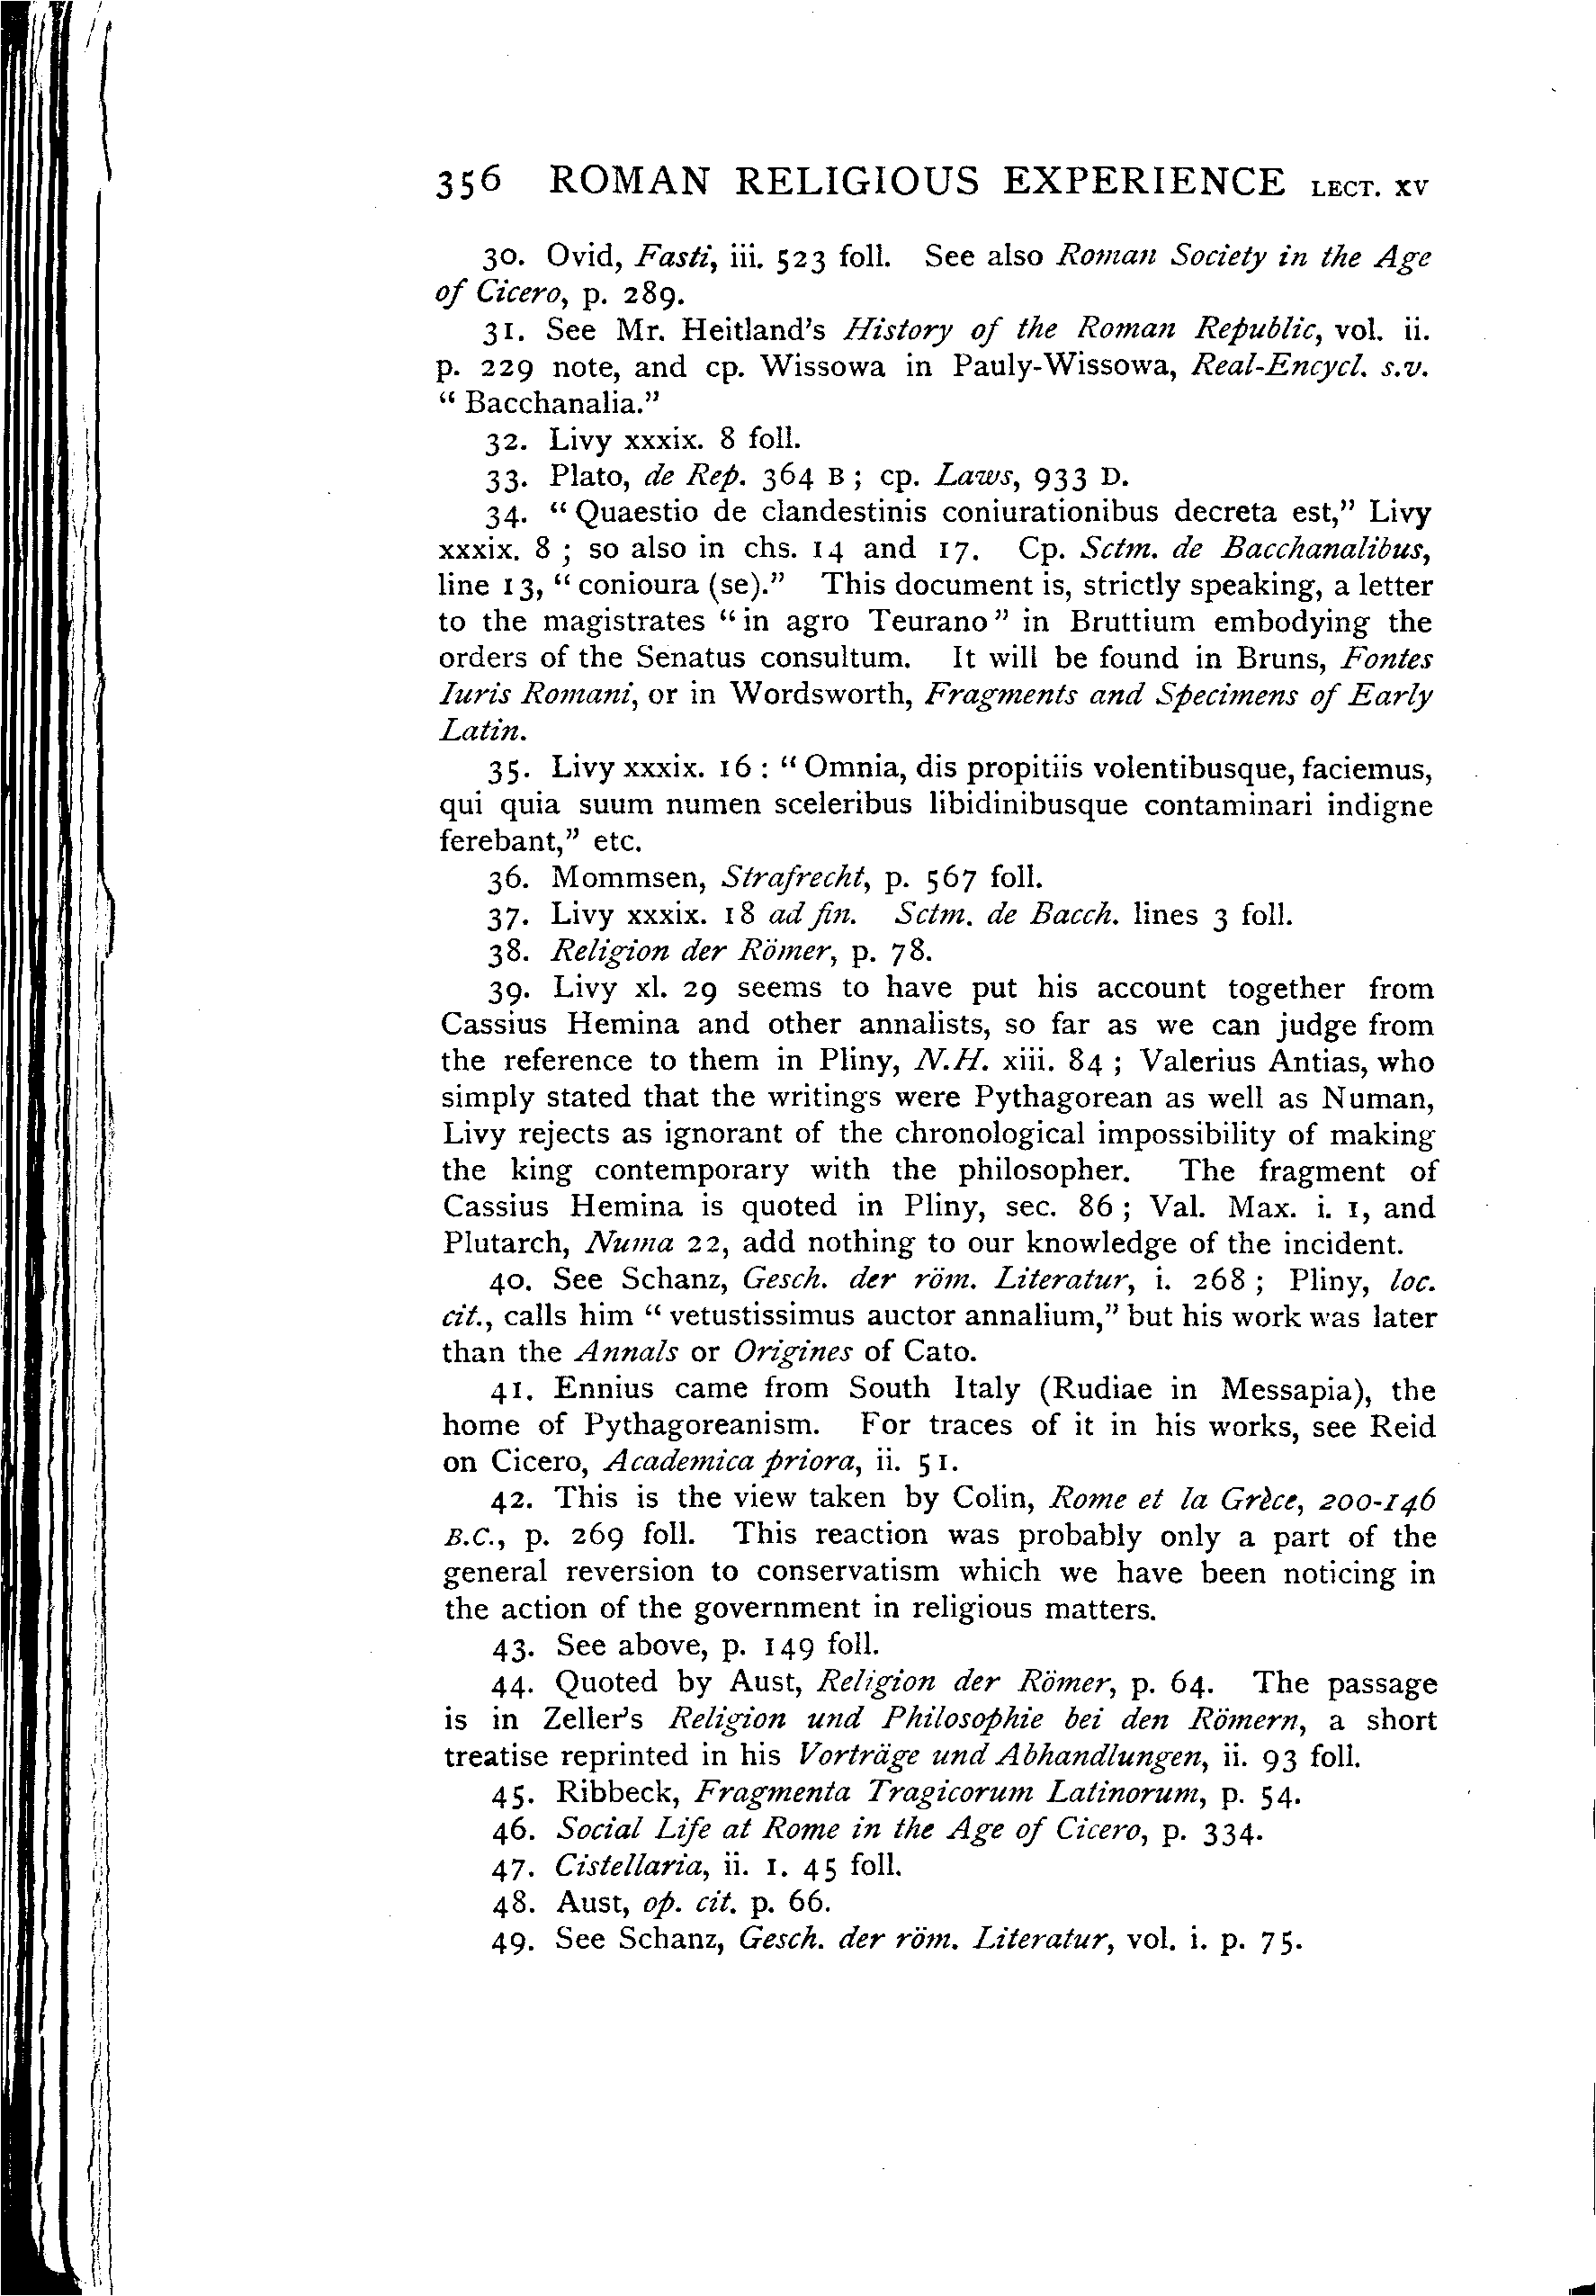 356 ROMAN RELIGIOUS EXPERIENCE LECT. XV
30. Ovid, Fasti, iii. 523 foll. See also Roman Society in the Age
of Cicero, p. 289.
31. See Mr. Heitland's History of the Roman Republic, vol. ii.
p. 229 note, and cp. Wissowa in Pauly-Wissowa, Real-Encycl. s.v.
"Bacchanalia."
32. Livy xxxix. 8 foll.
33. Plato, de Rep. 364 B; cp. Laws, 933 D.
34. "Quaestio de clandestinis coniurationibus decreta est," Livy
xxxix. 8; so also in chs. 14 and 17. Cp. Sctm. de Bacchanalibus,
line 13, "conioura (se)." This document is, strictly speaking, a letter
to the magistrates "in agro Teurano" in Bruttium embodying the
orders of the Senatus consultum. It will be found in Bruns, Fontes
Iuris Romani, or in Wordsworth, Fragments and Specimens of Early
Latin.
35. Livy xxxix. 16: "Omnia, dis propitiis volentibusque, faciemus,
qui quia suum numen sceleribus libidinibusque contaminari indigne
ferebant," etc.
36. Mommsen, Strafrecht, p. 567 foll.
37. Livy xxxix. 18 ad fin. Sctm. de Bacch. lines 3 foll.
38. Religion der Römer, p. 78.
39. Livy xl. 29 seems to have put his account together from
Cassius Hemina and other annalists, so far as we can judge from
the reference to them in Pliny, N.H. xiii. 84; Valerius Antias, who
simply stated that the writings were Pythagorean as well as Numan,
Livy rejects as ignorant of the chronological impossibility of making
the king contemporary with the philosopher. The fragment of
Cassius Hemina is quoted in Pliny, sec. 86; Val. Max. i. 1, and
Plutarch, Numa 22, add nothing to our knowledge of the incident.
40. See Schanz, Gesch. der röm. Literatur, i. 268; Pliny, loc.
cit., calls him "vetustissimus auctor annalium," but his work was later
than the Annals or Origines of Cato.
41. Ennius came from South Italy (Rudiae in Messapia), the
home of Pythagoreanism. For traces of it in his works, see Reid
on Cicero, Academica priora, ii. 51.
42. This is the view taken by Colin, Rome et la Grèce, 200-146
B.C., p. 269 foll. This reaction was probably only a part of the
general reversion to conservatism which we have been noticing in
the action of the government in religious matters.
43. See above, p. 149 foll.
44. Quoted by Aust, Religion der Römer, p. 64. The passage
is in Zeller's Religion und Philosophie bei den Römern, a short
treatise reprinted in his Vorträge und Abhandlungen, ii. 93 foll.
45. Ribbeck, Fragmenta Tragicorum Latinorum, p. 54.
46. Social Life at Rome in the Age of Cicero, p. 334.
47. Cistellaria, ii. 1. 45 foll.
48. Aust, op. cit. p. 66.
49. See Schanz, Gesch. der röm. Literatur, vol. i. p. 75.